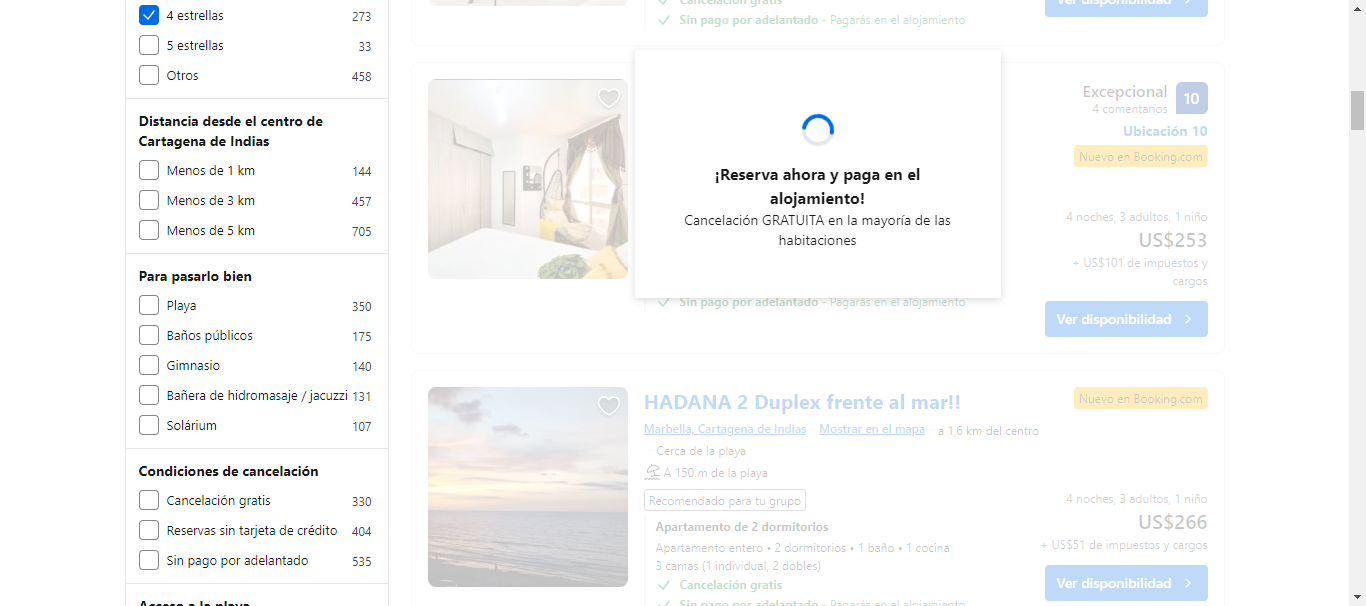 4 estrellas 273
5 estrellas 33
Otros 458
Distancia desde el centro de
Cartagena de Indias
Menos de 1 km 144
Menos de 3 km 457
Menos de 5 km 705
Para pasarlo bien
Playa 350
Baños públicos 175
Gimnasio 140
Bañera de hidromasaje / jacuzzi 131
Solárium 107
Condiciones de cancelación
Cancelación gratis 330
Reservas sin tarjeta de crédito 404
Sin pago por adelantado 535
Acceso a la playa
Cancelación gratis
Sin pago por adelantado - Pagarás en el alojamiento
Ver disponibilidad
¡Reserva ahora y paga en el
alojamiento!
Cancelación GRATUITA en la mayoría de las
habitaciones
Excepcional 10
4 comentarios
Ubicación 10
Nuevo en Booking.com
4 noches, 3 adultos, 1 niño
US$253
+ US$101 de impuestos y
cargos
Sin pago por adelantado - Pagarás en el alojamiento
Ver disponibilidad
HADANA 2 Duplex frente al mar!!
Nuevo en Booking.com
Marbella, Cartagena de Indias · Mostrar en el mapa · a 1,6 km del centro
Cerca de la playa
A 150 m de la playa
Recomendado para tu grupo
Apartamento de 2 dormitorios
Apartamento entero • 2 dormitorios • 1 baño • 1 cocina
3 camas (1 individual, 2 dobles)
Cancelación gratis
Sin pago por adelantado - Pagarás en el alojamiento
4 noches, 3 adultos, 1 niño
US$266
+ US$51 de impuestos y cargos
Ver disponibilidad